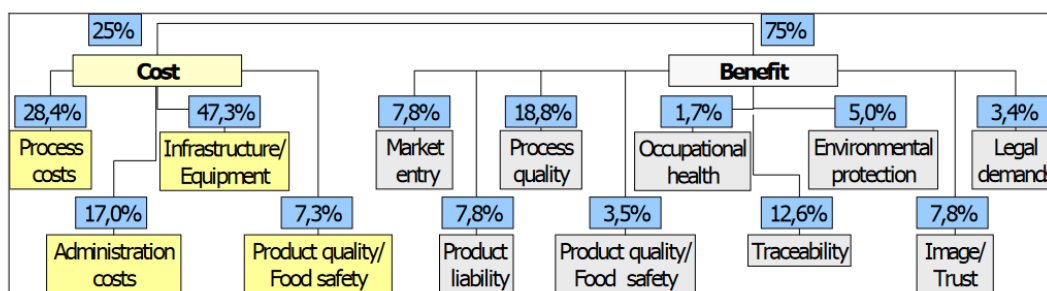 25%
75%
Cost
Benefit
28,4%
47,3%
7,8%
18,8%
1,7%
5,0%
3,4%
Process
costs
Infrastructure/
Equipment
Market
entry
Process
quality
Occupational
health
Environmental
protection
Legal
demands
17,0%
7,3%
7,8%
3,5%
12,6%
7,8%
Administration
costs
Product quality/
Food safety
Product
liability
Product quality/
Food safety
Traceability
Image/
Trust